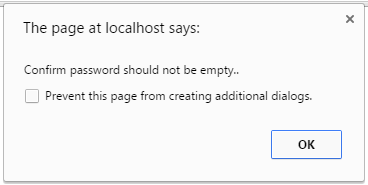 The page at localhost says:
Confirm password should not be empty..
Prevent this page from creating additional dialogs.
OK